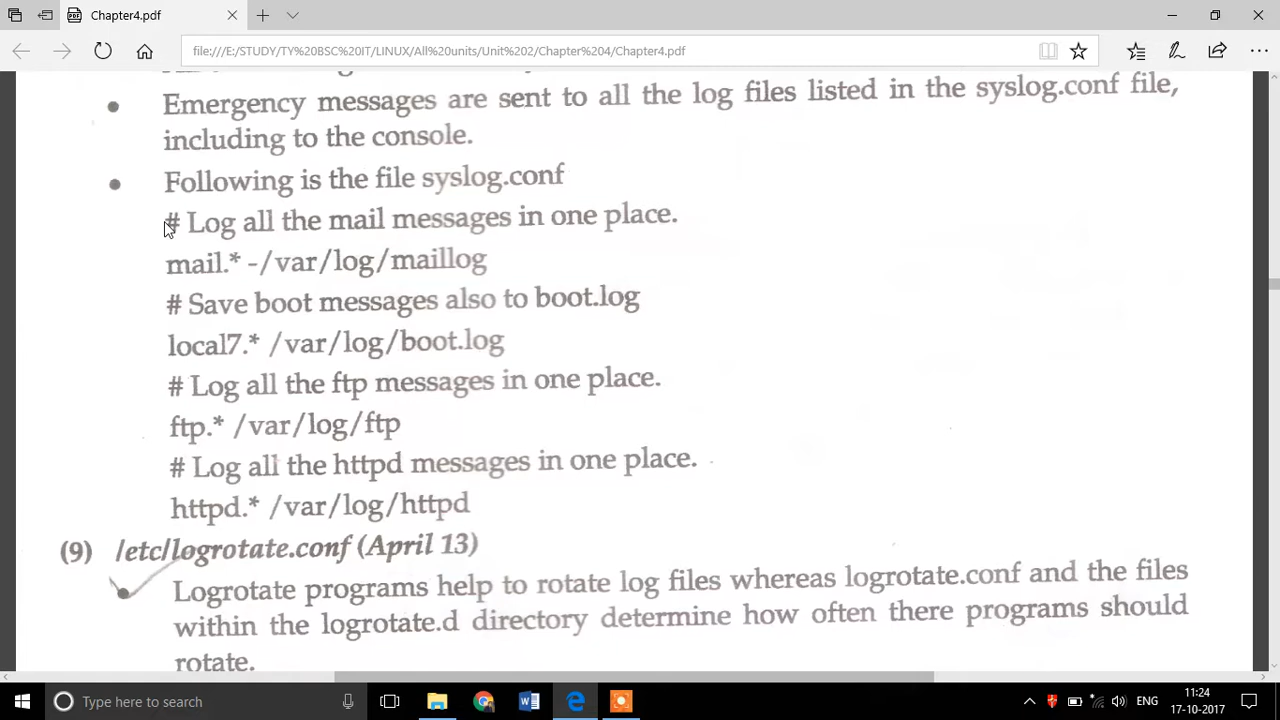 Chapter4.pdf
file:///E:/STUDY/TY%20BSC%20IT/LINUX/All%20units/Unit%202/Chapter%204/Chapter4.pdf
Emergency messages are sent to all the log files listed in the syslog.conf file,
including to the console.
Following is the file syslog.conf
# Log all the mail messages in one place.
mail.* -/var/log/maillog
# Save boot messages also to boot.log
local7.* /var/log/boot.log
# Log all the ftp messages in one place.
ftp.* /var/log/ftp
# Log all the httpd messages in one place.
httpd.* /var/log/httpd
(9) /etc/logrotate.conf (April 13)
Logrotate programs help to rotate log files whereas logrotate.conf and the files
within the logrotate.d directory determine how often there programs should
rotate.
Type here to search
ENG
11:24
17-10-2017